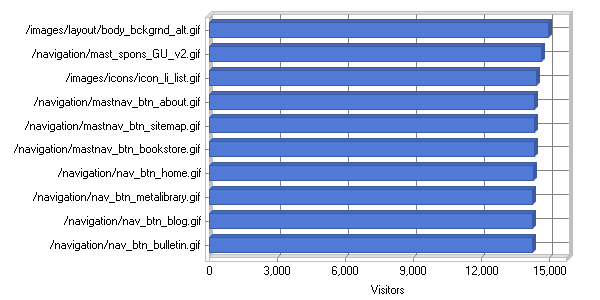 /images/layout/body_bckgrnd_alt.gif
/navigation/mast_spons_GU_v2.gif
/images/icons/icon_li_list.gif
/navigation/mastnav_btn_about.gif
/navigation/mastnav_btn_sitemap.gif
/navigation/mastnav_btn_bookstore.gif
/navigation/nav_btn_home.gif
/navigation/nav_btn_metalibrary.gif
/navigation/nav_btn_blog.gif
/navigation/nav_btn_bulletin.gif
0 3,000 6,000 9,000 12,000 15,000
Visitors